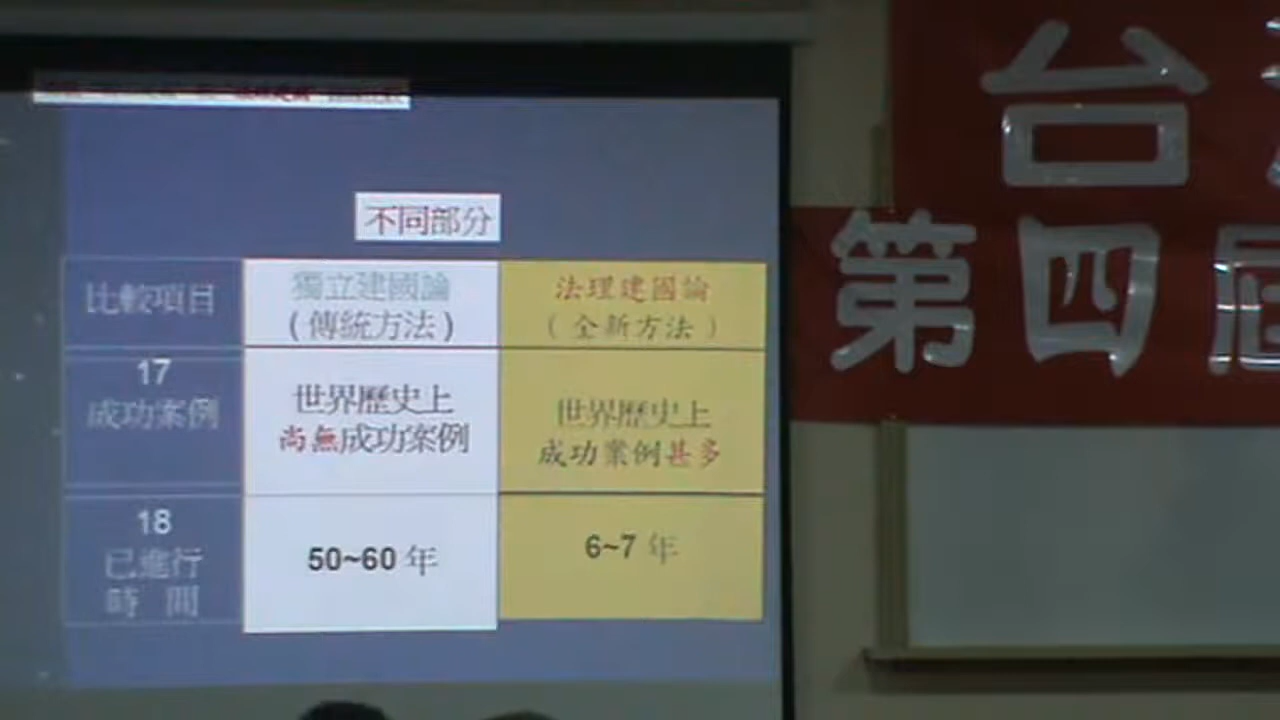 不同部分
比較項目
獨立建國論
(傳統方法)
法理建國論
(全新方法)
17
成功案例
世界歷史上
尚無成功案例
世界歷史上
成功案例甚多
18
已進行
時 間
50~60 年
6~7 年
台
第四屆